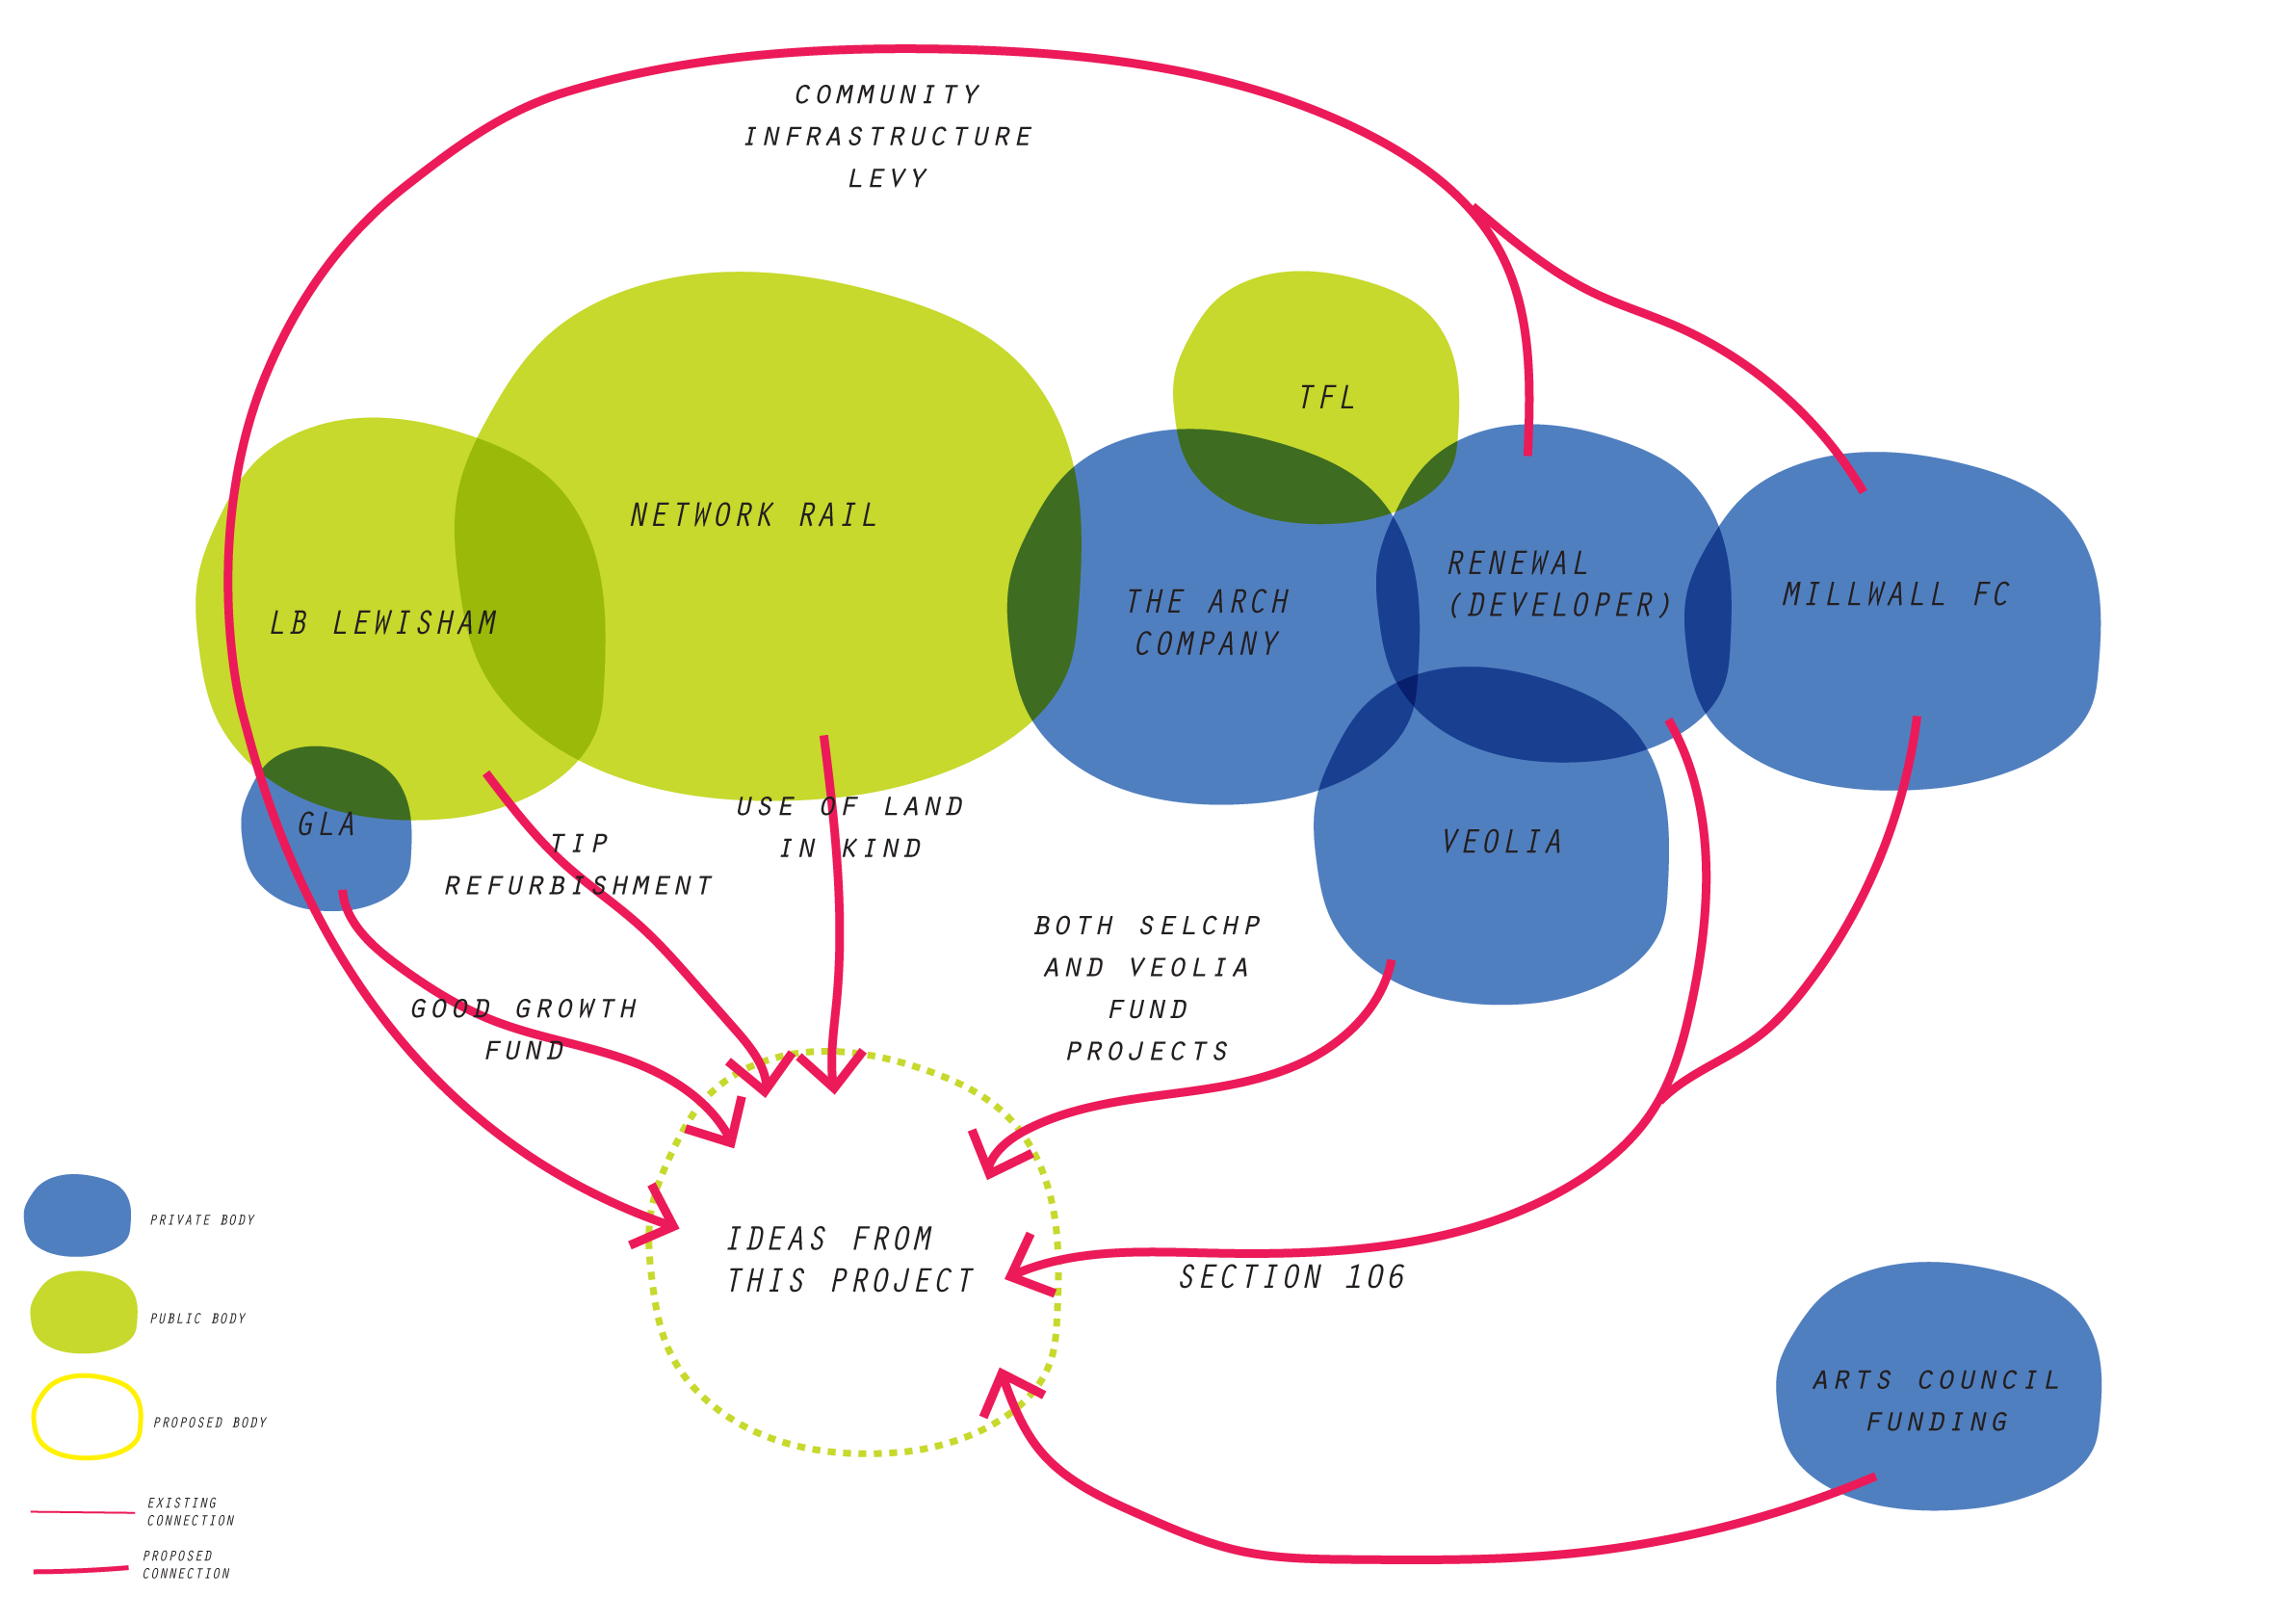 COMMUNITY
INFRASTRUCTURE
LEVY
TFL
NETWORK RAIL
LB LEWISHAM
THE ARCH
COMPANY
RENEWAL
(DEVELOPER)
MILLWALL FC
GLA
TIP
REFURBISHMENT
USE OF LAND
IN KIND
VEOLIA
GOOD GROWTH
FUND
BOTH SELCHP
AND VEOLIA
FUND
PROJECTS
IDEAS FROM
THIS PROJECT
SECTION 106
ARTS COUNCIL
FUNDING
PRIVATE BODY
PUBLIC BODY
PROPOSED BODY
EXISTING
CONNECTION
PROPOSED
CONNECTION